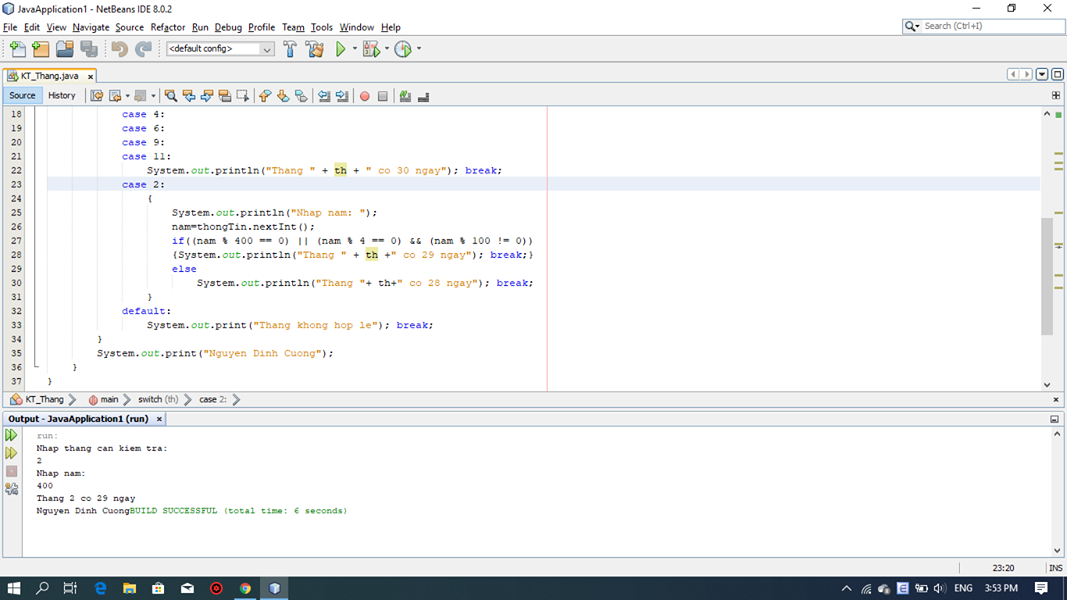 JavaApplication1 - NetBeans IDE 8.0.2
File Edit View Navigate Source Refactor Run Debug Profile Team Tools Window Help
Search (Ctrl+I)
<default config>
KT_Thang.java
Source History
18 case 4:
19 case 6:
20 case 9:
21 case 11:
22 System.out.println("Thang " + th + " co 30 ngay"); break;
23 case 2:
24 {
25 System.out.println("Nhap nam: ");
26 nam=thongTin.nextInt();
27 if((nam % 400 == 0) || (nam % 4 == 0) && (nam % 100 != 0))
28 {System.out.println("Thang " + th +" co 29 ngay"); break;}
29 else
30 System.out.println("Thang "+ th+" co 28 ngay"); break;
31 }
32 default:
33 System.out.print("Thang khong hop le"); break;
34 }
35 System.out.print("Nguyen Dinh Cuong");
36 }
37 }
KT_Thang main switch (th) case 2:
Output - JavaApplication1 (run)
run:
Nhap thang can kiem tra:
2
Nhap nam:
400
Thang 2 co 29 ngay
Nguyen Dinh CuongBUILD SUCCESSFUL (total time: 6 seconds)
23:20 INS
ENG 3:53 PM